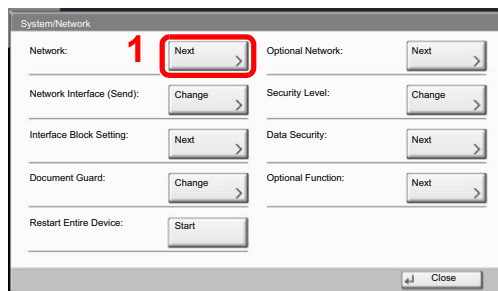 System/Network
Network: 1 Next Optional Network: Next
Network Interface (Send): Change Security Level: Change
Interface Block Setting: Next Data Security: Next
Document Guard: Change Optional Function: Next
Restart Entire Device: Start
Close